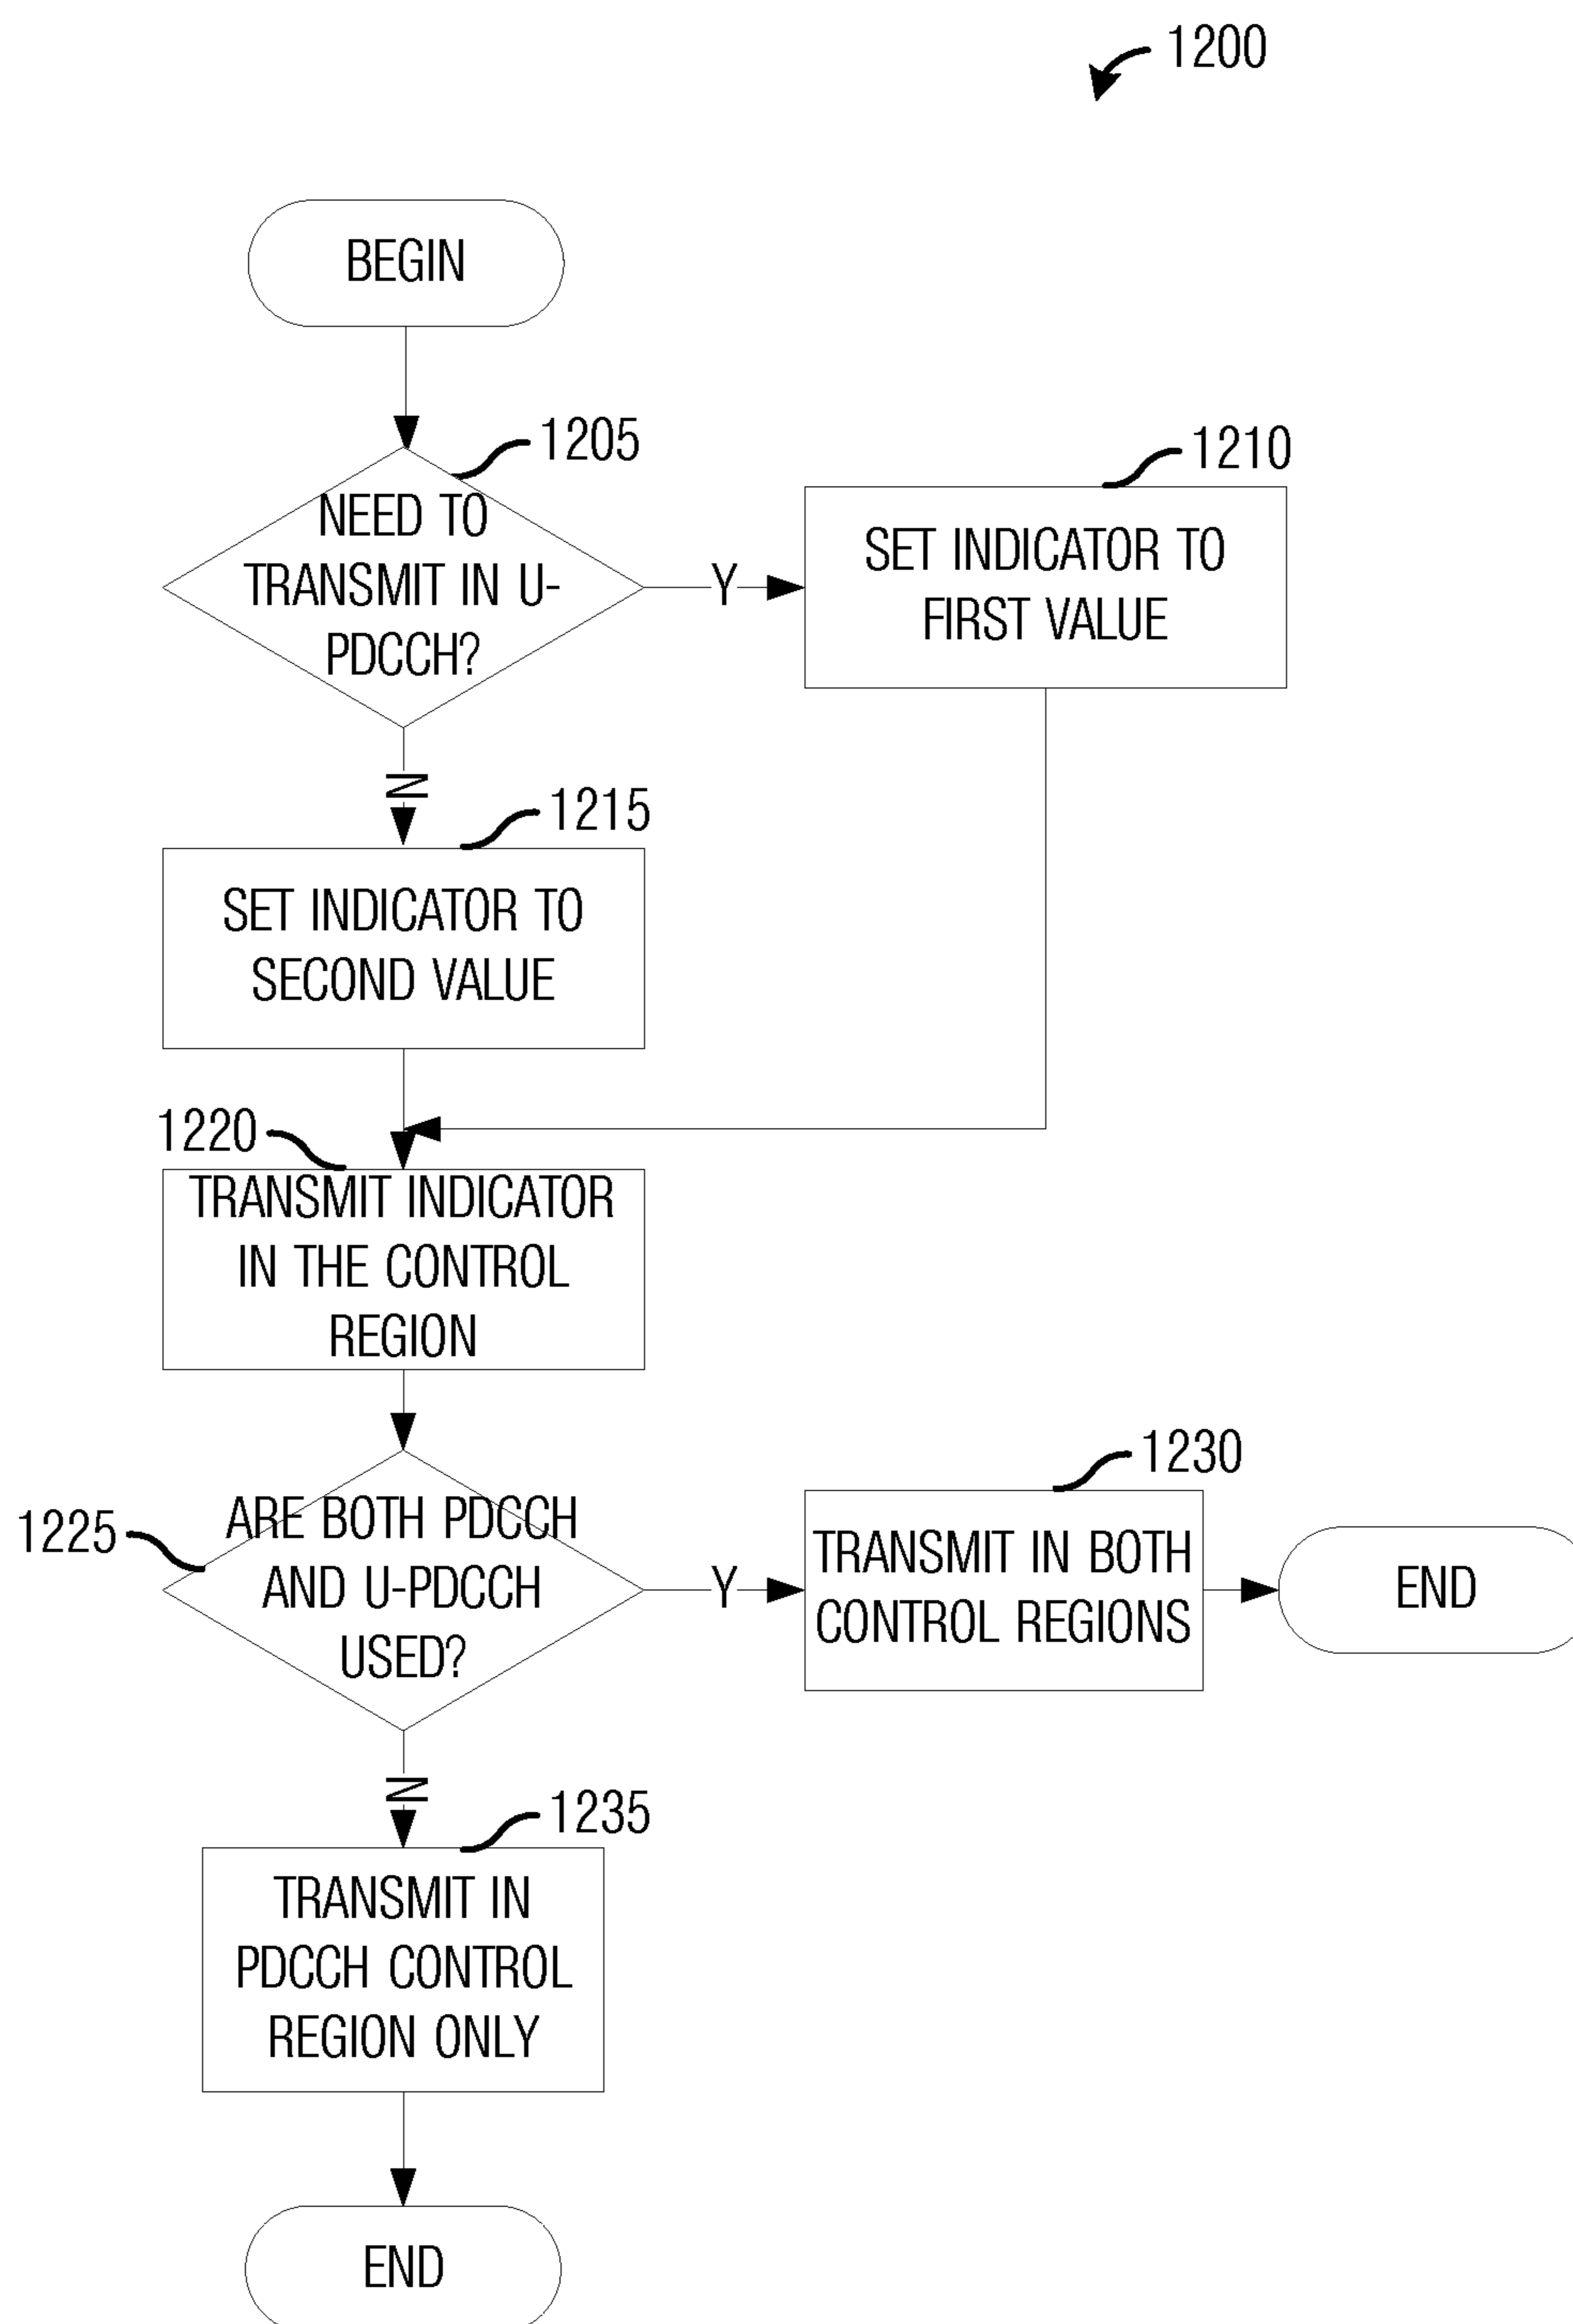 1200
BEGIN
1205
NEED TO
TRANSMIT IN U-
PDCCH?
Y
1210
SET INDICATOR TO
FIRST VALUE
N
1215
SET INDICATOR TO
SECOND VALUE
1220
TRANSMIT INDICATOR
IN THE CONTROL
REGION
1225
ARE BOTH PDCCH
AND U-PDCCH
USED?
Y
1230
TRANSMIT IN BOTH
CONTROL REGIONS
END
N
1235
TRANSMIT IN
PDCCH CONTROL
REGION ONLY
END